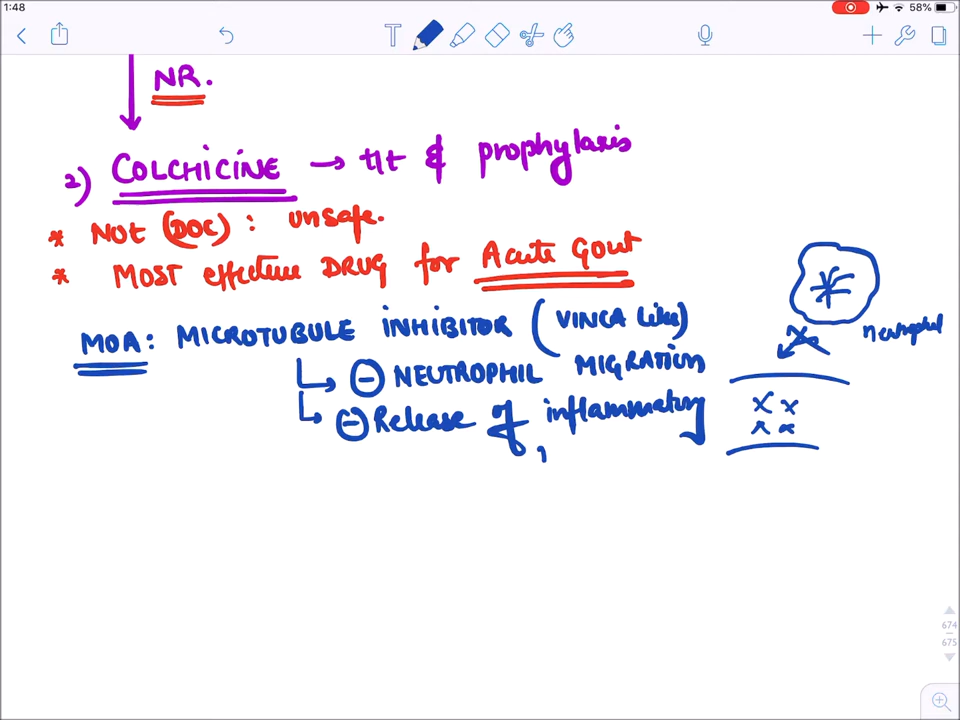 1:48
58%
T
NR.
2) COLCHICINE → ttt & prophylaxis
* NOT (DOC) : unsafe.
* MOST effective DRUG for Acute Gout
MOA: MICROTUBULE INHIBITOR (VINCA Like)
neutrophil
↳ ⊖ NEUTROPHIL MIGRATION
↳ ⊖ Release of inflammatory
x x
x x
674
675